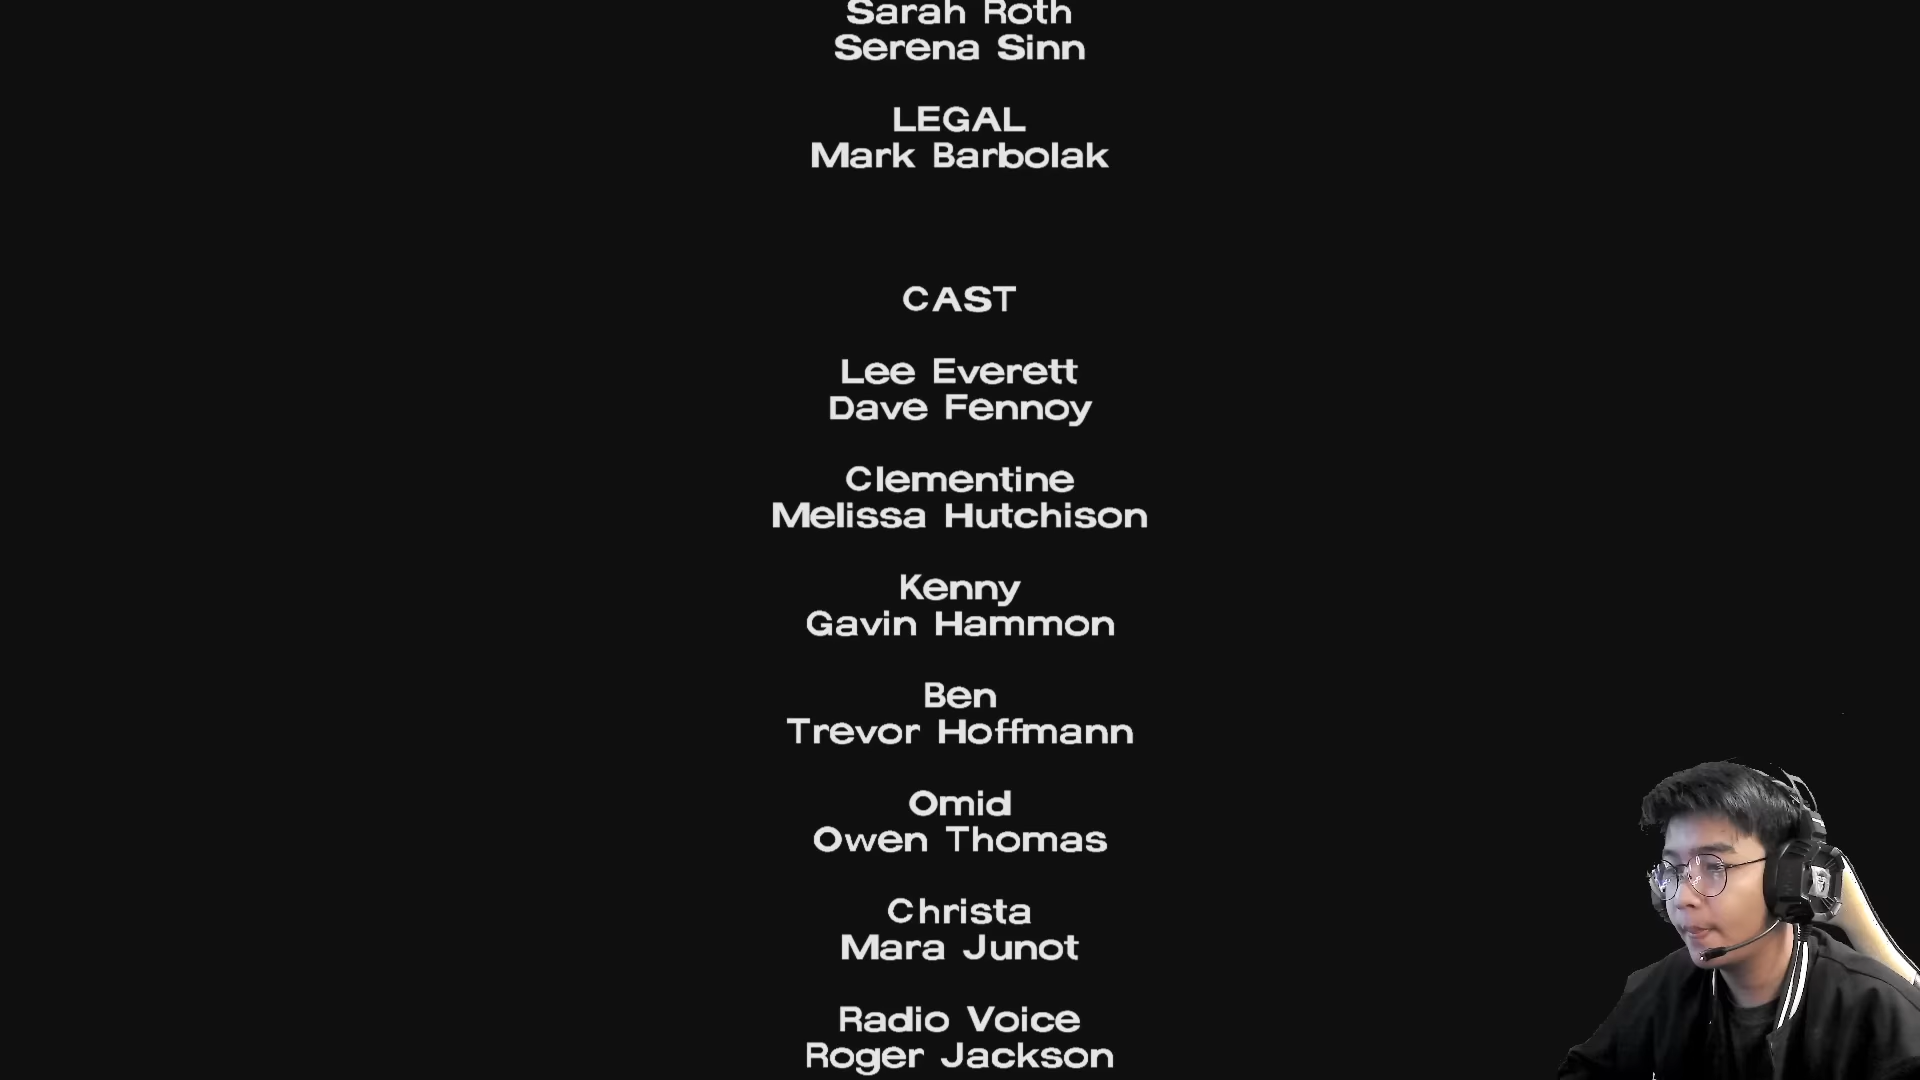 Sarah Roth
Serena Sinn
LEGAL
Mark Barbolak
CAST
Lee Everett
Dave Fennoy
Clementine
Melissa Hutchison
Kenny
Gavin Hammon
Ben
Trevor Hoffmann
Omid
Owen Thomas
Christa
Mara Junot
Radio Voice
Roger Jackson